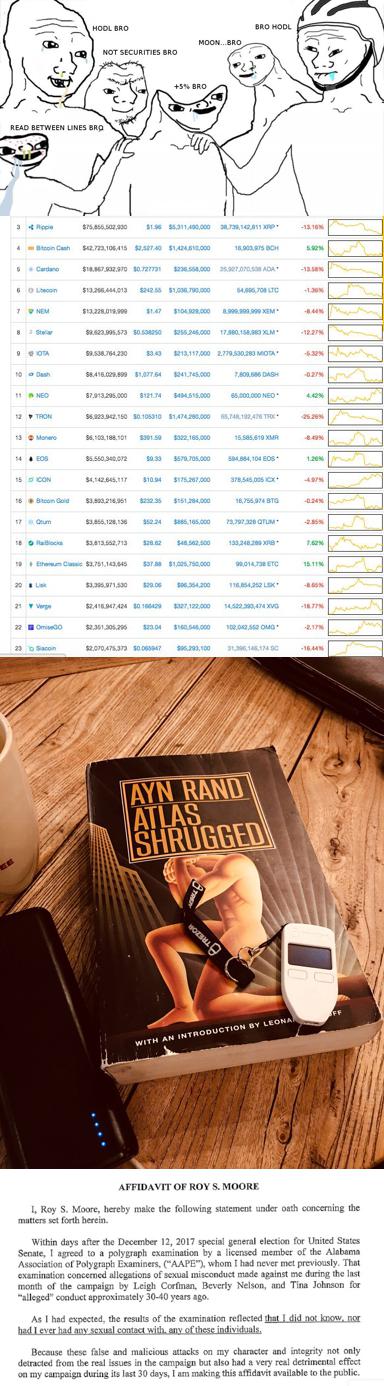 HODL BRO
BRO HODL
MOON...BRO
NOT SECURITIES BRO
+5% BRO
READ BETWEEN LINES BRO
3 Ripple $75,855,502,930 $1.96 $5,311,490,000 38,739,142,811 XRP * -13.16%
4 Bitcoin Cash $42,723,106,415 $2,527.40 $1,424,610,000 16,903,975 BCH 5.92%
5 Cardano $18,867,932,970 $0.727731 $236,558,000 25,927,070,538 ADA * -13.58%
6 Litecoin $13,266,444,013 $242.55 $1,036,790,000 54,695,708 LTC -1.36%
7 NEM $13,228,019,999 $1.47 $104,929,000 8,999,999,999 XEM * -8.44%
8 Stellar $9,623,995,573 $0.538250 $255,246,000 17,880,158,983 XLM * -12.27%
9 IOTA $9,538,764,230 $3.43 $213,117,000 2,779,530,283 MIOTA * -5.32%
10 Dash $8,416,029,899 $1,077.64 $241,745,000 7,809,686 DASH -0.27%
11 NEO $7,913,295,000 $121.74 $494,515,000 65,000,000 NEO * 4.42%
12 TRON $6,923,942,150 $0.105310 $1,474,280,000 65,748,192,476 TRX * -25.26%
13 Monero $6,103,188,101 $391.59 $322,165,000 15,585,619 XMR -8.49%
14 EOS $5,550,340,072 $9.33 $579,705,000 594,884,104 EOS * 1.26%
15 ICON $4,142,645,117 $10.94 $175,260,000 378,545,005 ICX * -4.97%
16 Bitcoin Gold $3,893,216,951 $232.35 $151,284,000 16,755,974 BTG -0.24%
17 Qtum $3,855,128,136 $52.24 $885,165,000 73,797,328 QTUM * -2.85%
18 RaiBlocks $3,813,552,713 $28.62 $48,562,500 133,248,289 XRB * 7.62%
19 Ethereum Classic $3,751,143,645 $37.88 $1,025,750,000 99,014,738 ETC 15.11%
20 Lisk $3,395,971,530 $29.06 $96,354,200 116,854,252 LSK * -8.65%
21 Verge $2,416,947,424 $0.166429 $327,122,000 14,522,393,474 XVG -18.77%
22 OmiseGO $2,351,305,295 $23.04 $160,546,000 102,042,552 OMG * -2.17%
23 Siacoin $2,070,475,373 $0.065947 $95,293,100 31,396,146,174 SC -16.44%
AYN RAND
ATLAS
SHRUGGED
TREZOR
WITH AN INTRODUCTION BY
AFFIDAVIT OF ROY S. MOORE
I, Roy S. Moore, hereby make the following statement under oath concerning the
matters set forth herein.
Within days after the December 12, 2017 special general election for United States
Senate, I agreed to a polygraph examination by a licensed member of the Alabama
Association of Polygraph Examiners, ("AAPE"), whom I had never met previously. That
examination concerned allegations of sexual misconduct made against me during the last
month of the campaign by Leigh Corfman, Beverly Nelson, and Tina Johnson for
"alleged" conduct approximately 30-40 years ago.
As I had expected, the results of the examination reflected that I did not know, nor
had I ever had any sexual contact with, any of these individuals.
Because these false and malicious attacks on my character and integrity not only
detracted from the real issues in the campaign but also had a very real detrimental effect
on my campaign during its last 30 days, I am making this affidavit available to the public.